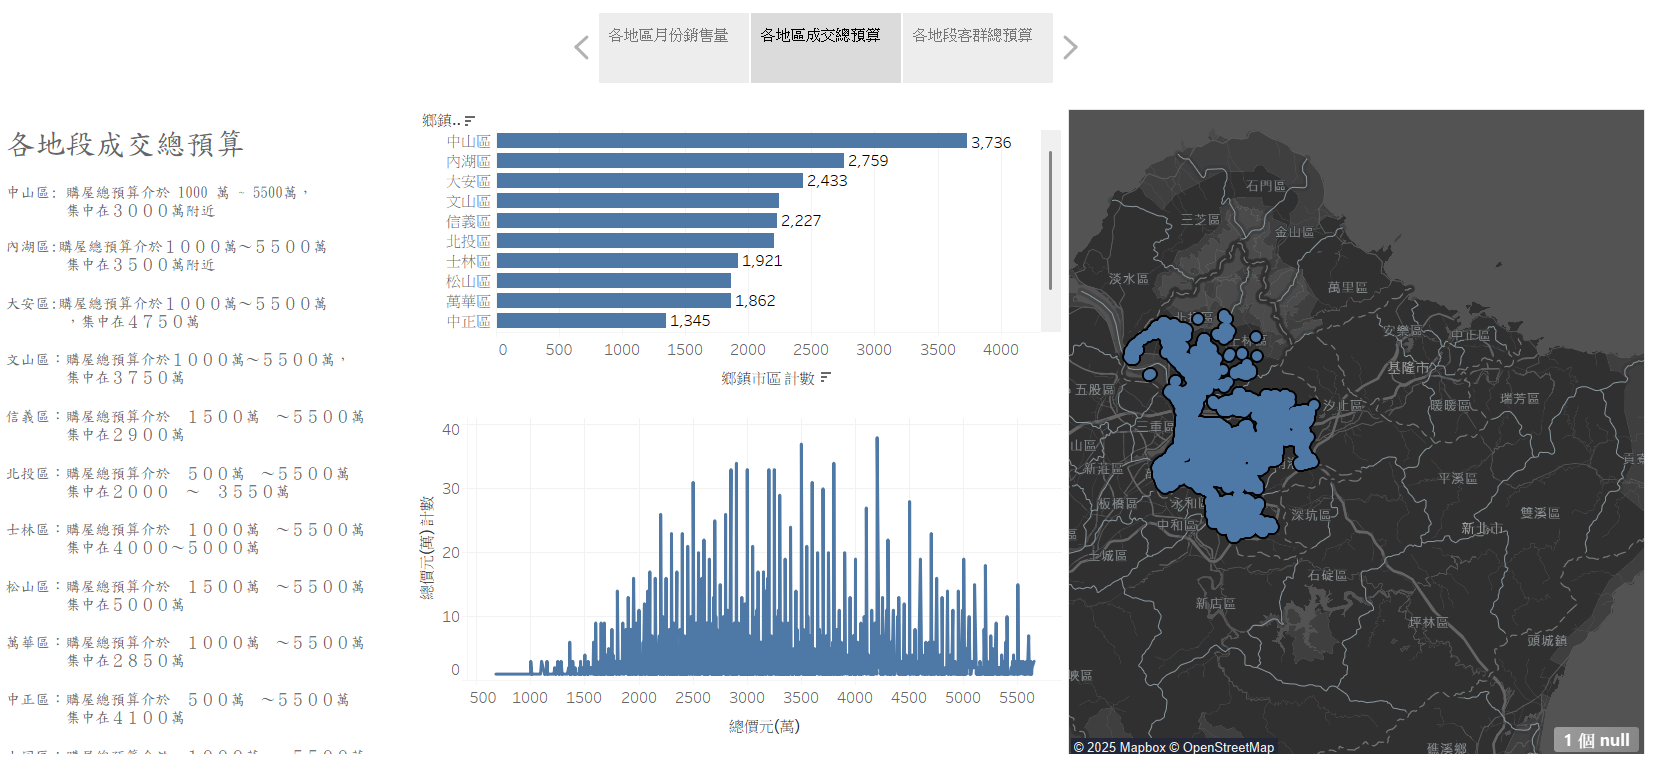 各地區月份銷售量
各地區成交總預算
各地段客群總預算
各地段成交總預算
中山區: 購屋總預算介於 1000 萬 - 5500萬，
集中在3000萬附近
內湖區:購屋總預算介於1000萬～5500萬
集中在3500萬附近
大安區:購屋總預算介於1000萬～5500萬
，集中在4750萬
文山區：購屋總預算介於1000萬～5500萬，
集中在3750萬
信義區：購屋總預算介於 1500萬 ～5500萬
集中在2900萬
北投區：購屋總預算介於 500萬 ～5500萬
集中在2000 ～ 3550萬
士林區：購屋總預算介於 1000萬 ～5500萬
集中在4000～5000萬
松山區：購屋總預算介於 1500萬 ～5500萬
集中在5000萬
萬華區：購屋總預算介於 1000萬 ～5500萬
集中在2850萬
中正區：購屋總預算介於 500萬 ～5500萬
集中在4100萬
鄉鎮..
中山區 3,736
內湖區 2,759
大安區 2,433
文山區
信義區 2,227
北投區
士林區 1,921
松山區
萬華區 1,862
中正區 1,345
0 500 1000 1500 2000 2500 3000 3500 4000
鄉鎮市區 計數
總價元(萬) 計數
40
30
20
10
0
500 1000 1500 2000 2500 3000 3500 4000 4500 5000 5500
總價元(萬)
石門區
三芝區
金山區
淡水區
萬里區
北投區
士林區
安樂區
中正區
基隆市
五股區
汐止區
暖暖區
瑞芳區
三重區
山區
新莊區
平溪區
板橋區
永和區
深坑區
雙溪區
中和區
新北市
土城區
石碇區
新店區
坪林區
頭城鎮
礁溪鄉
© 2025 Mapbox © OpenStreetMap
1 個 null